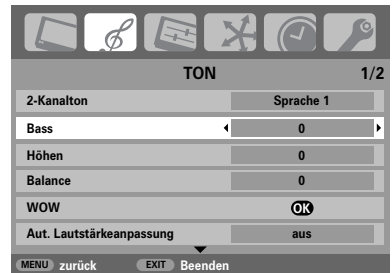 TON 1/2
2-Kanalton Sprache 1
Bass 0
Höhen 0
Balance 0
WOW OK
Aut. Lautstärkeanpassung aus
MENU zurück EXIT Beenden